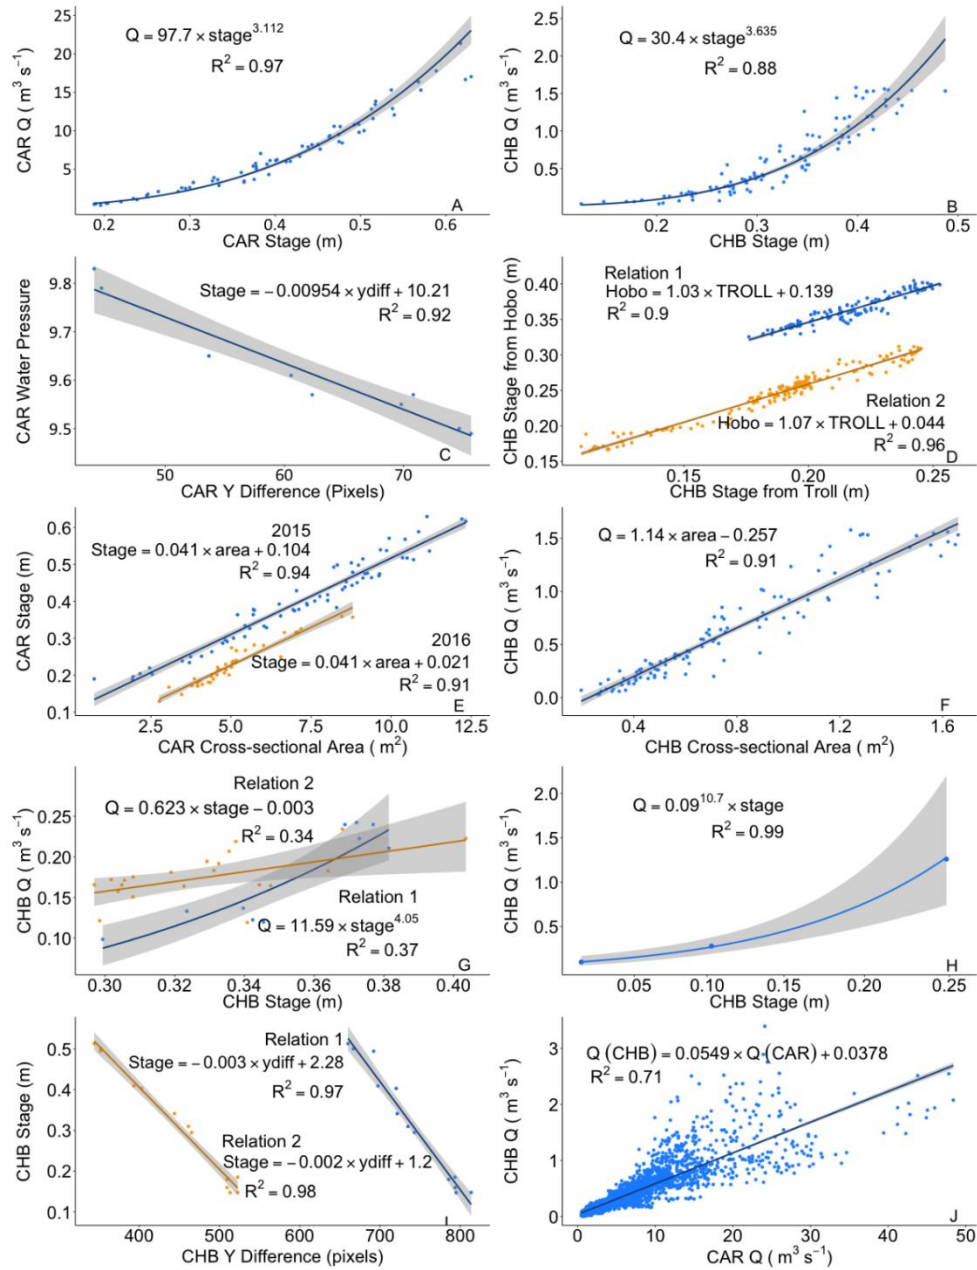 Q = 97.7 × stage^3.112
R² = 0.97
CAR Q ( m³ s⁻¹)
25
20
15
10
5
0.2 0.3 0.4 0.5 0.6
CAR Stage (m)
A
Q = 30.4 × stage^3.635
R² = 0.88
CHB Q ( m³ s⁻¹)
2.5
2.0
1.5
1.0
0.5
0.2 0.3 0.4 0.5
CHB Stage (m)
B
Stage = −0.00954 × ydiff + 10.21
R² = 0.92
CAR Water Pressure
9.8
9.7
9.6
9.5
50 60 70
CAR Y Difference (Pixels)
C
Relation 1
Hobo = 1.03 × TROLL + 0.139
R² = 0.9
Relation 2
Hobo = 1.07 × TROLL + 0.044
R² = 0.96
CHB Stage from Hobo (m)
0.40
0.35
0.30
0.25
0.20
0.15
0.15 0.20 0.25
CHB Stage from Troll (m)
D
2015
Stage = 0.041 × area + 0.104
R² = 0.94
2016
Stage = 0.041 × area + 0.021
R² = 0.91
CAR Stage (m)
0.6
0.5
0.4
0.3
0.2
0.1
2.5 5.0 7.5 10.0 12.5
CAR Cross-sectional Area ( m²)
E
Q = 1.14 × area − 0.257
R² = 0.91
CHB Q ( m³ s⁻¹)
1.5
1.0
0.5
0.0
0.4 0.8 1.2 1.6
CHB Cross-sectional Area ( m²)
F
Relation 2
Q = 0.623 × stage − 0.003
R² = 0.34
Relation 1
Q = 11.59 × stage^4.05
R² = 0.37
CHB Q ( m³ s⁻¹)
0.25
0.20
0.15
0.10
0.30 0.32 0.34 0.36 0.38 0.40
CHB Stage (m)
G
Q = 0.09^10.7 × stage
R² = 0.99
CHB Q ( m³ s⁻¹)
2.0
1.5
1.0
0.5
0.05 0.10 0.15 0.20 0.25
CHB Stage (m)
H
Relation 1
Stage = −0.003 × ydiff + 2.28
R² = 0.97
Relation 2
Stage = −0.002 × ydiff + 1.2
R² = 0.98
CHB Stage (m)
0.5
0.4
0.3
0.2
0.1
400 500 600 700 800
CHB Y Difference (pixels)
I
Q (CHB) = 0.0549 × Q (CAR) + 0.0378
R² = 0.71
CHB Q ( m³ s⁻¹)
3
2
1
0
0 10 20 30 40 50
CAR Q ( m³ s⁻¹)
J